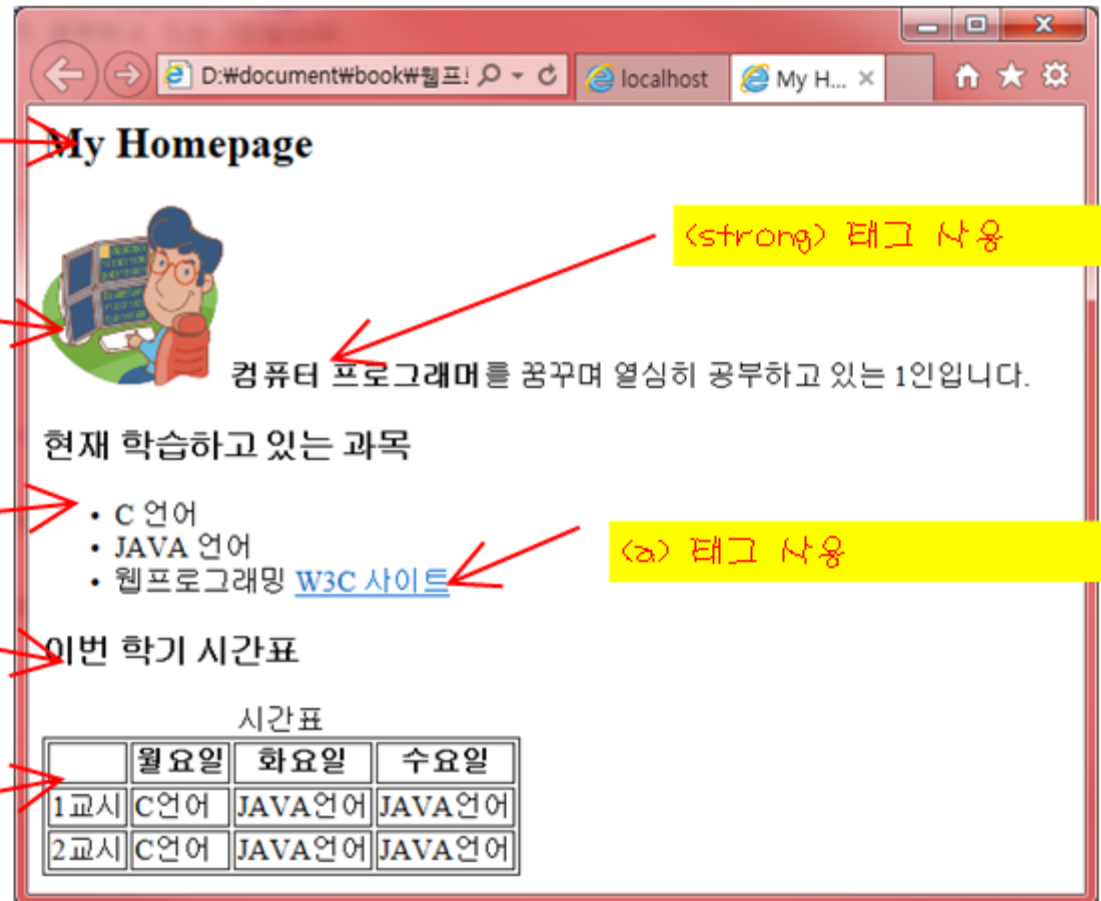 D:₩document₩book₩웹프!
localhost
My H...
My Homepage
<strong> 태그 사용
컴퓨터 프로그래머를 꿈꾸며 열심히 공부하고 있는 1인입니다.
현재 학습하고 있는 과목
• C 언어
• JAVA 언어
• 웹프로그래밍 W3C 사이트
<a> 태그 사용
이번 학기 시간표
시간표
월요일 화요일 수요일
1교시 C언어 JAVA언어 JAVA언어
2교시 C언어 JAVA언어 JAVA언어